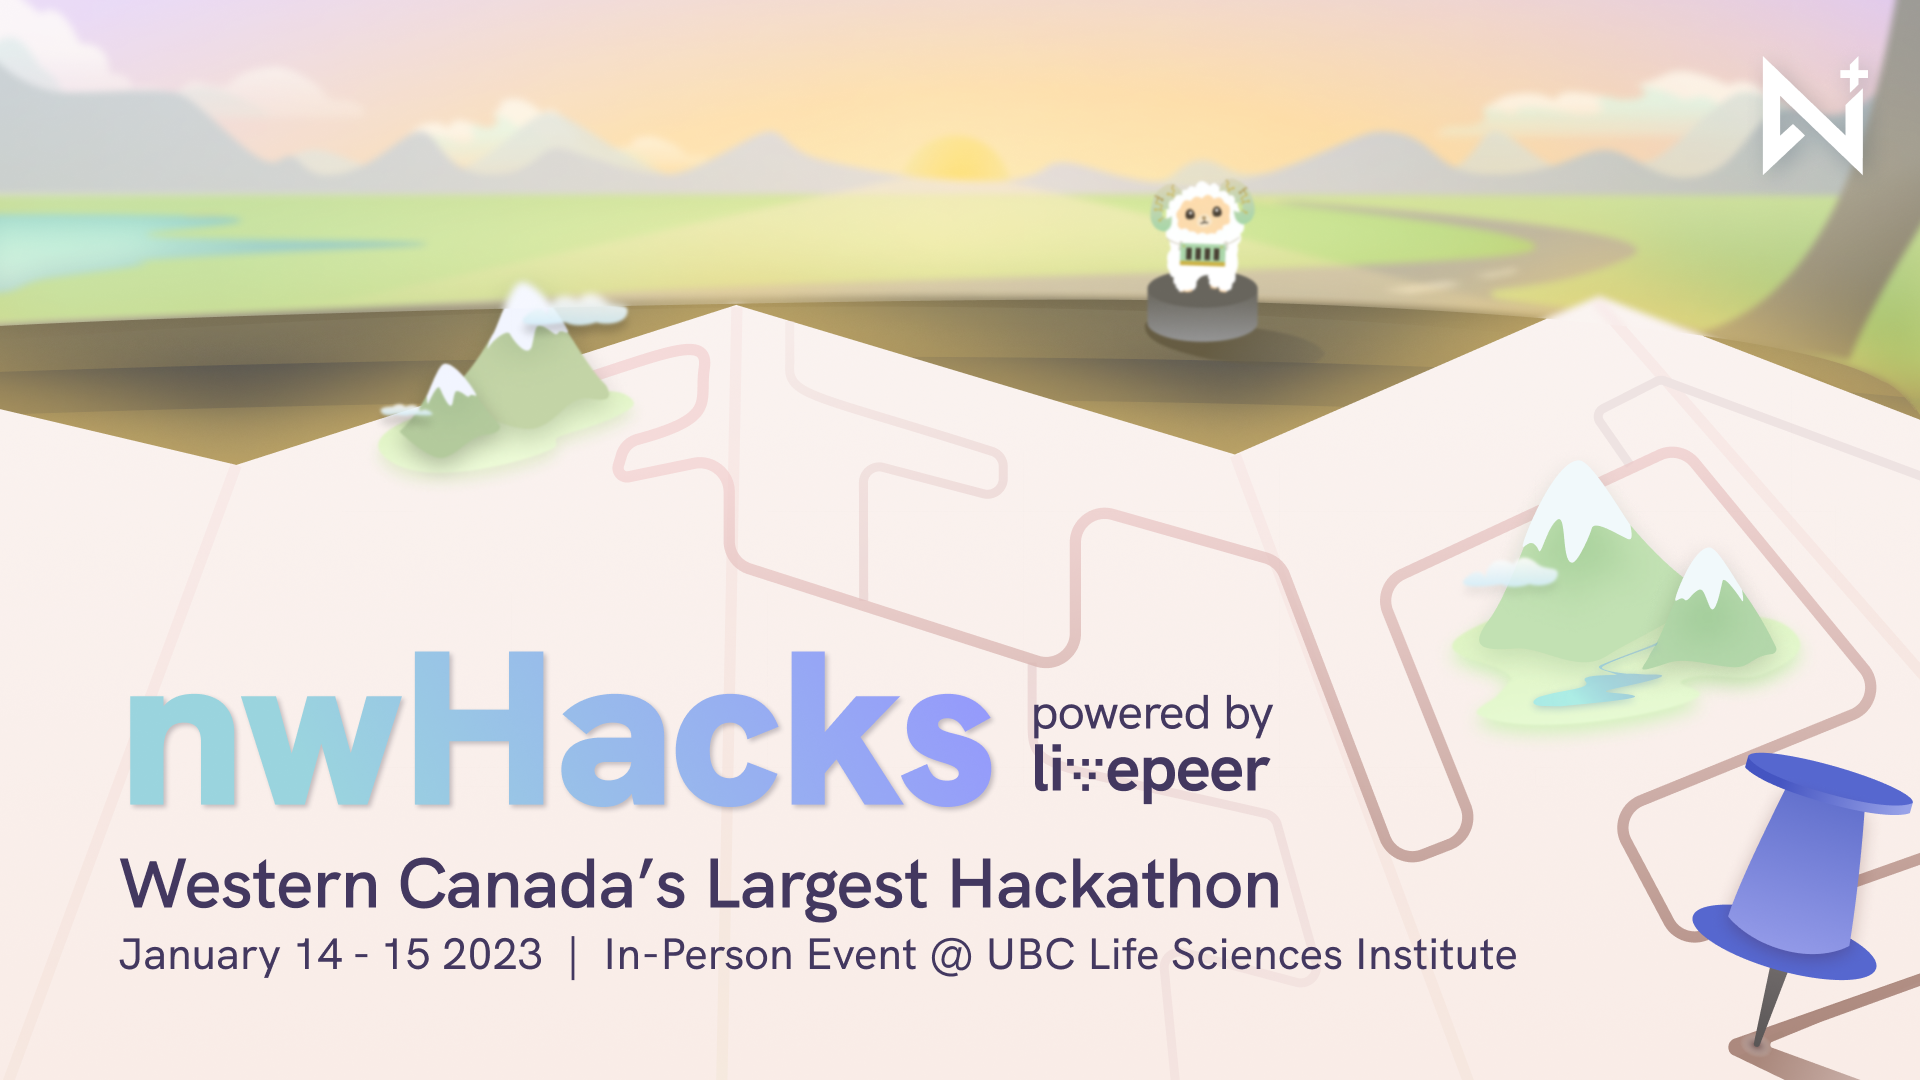 nwHacks
powered by
livepeer
Western Canada’s Largest Hackathon
January 14 - 15 2023 | In-Person Event @ UBC Life Sciences Institute